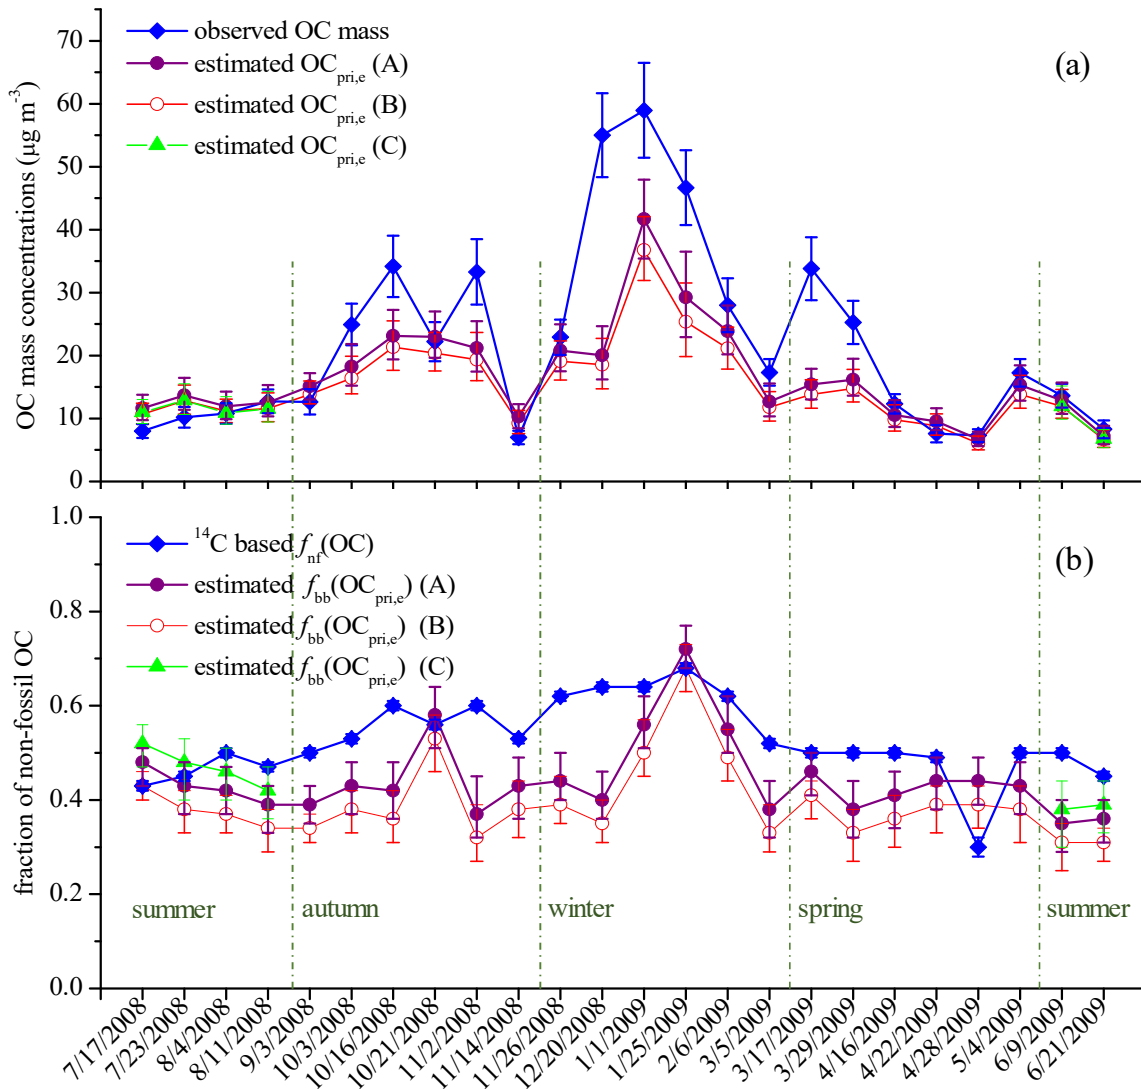 observed OC mass
estimated OCpri,e (A)
estimated OCpri,e (B)
estimated OCpri,e (C)
(a)
OC mass concentrations (μg m-3)
70
60
50
40
30
20
10
0
14C based fnf(OC)
estimated fbb(OCpri,e) (A)
estimated fbb(OCpri,e) (B)
estimated fbb(OCpri,e) (C)
(b)
fraction of non-fossil OC
1.0
0.8
0.6
0.4
0.2
0.0
summer
autumn
winter
spring
summer
7/17/2008
7/23/2008
8/4/2008
8/11/2008
9/3/2008
10/3/2008
10/16/2008
10/21/2008
11/2/2008
11/14/2008
11/26/2008
12/20/2008
1/1/2009
1/25/2009
2/6/2009
3/5/2009
3/17/2009
3/29/2009
4/16/2009
4/22/2009
4/28/2009
5/4/2009
6/9/2009
6/21/2009